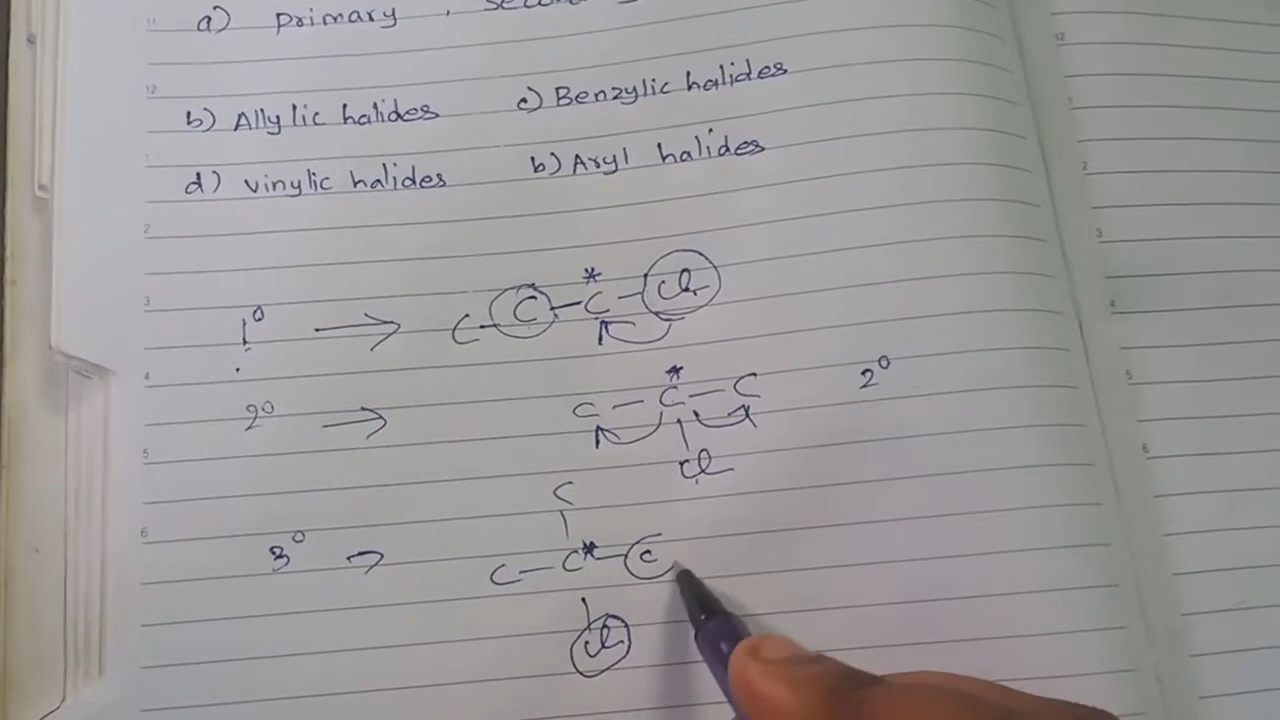 a) primary ,
b) Allylic halides c) Benzylic halides
d) vinylic halides b) Aryl halides
1° → C - C - C* - Cl
2° → C - C* - C 2°
Cl
C
3° → C - C* - C
Cl